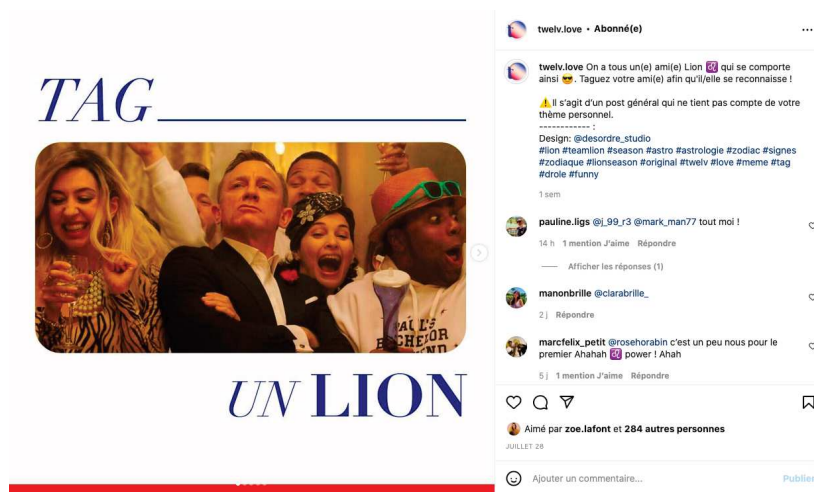 TAG
PAUL'S
BACHELOR
UN LION
twelv.love • Abonné(e)
twelv.love On a tous un(e) ami(e) Lion ♌ qui se comporte
ainsi 😎. Taguez votre ami(e) afin qu'il/elle se reconnaisse !
⚠️Il s'agit d'un post général qui ne tient pas compte de votre
thème personnel.
------------ :
Design: @desordre_studio
#lion #teamlion #season #astro #astrologie #zodiac #signes
#zodiaque #lionseason #original #twelv #love #meme #tag
#drole #funny
1 sem
pauline.ligs @j_99_r3 @mark_man77 tout moi !
14 h 1 mention J'aime Répondre
Afficher les réponses (1)
manonbrille @clarabrille_
2 j Répondre
marcfelix_petit @rosehorabin c'est un peu nous pour le
premier Ahahah ♌ power ! Ahah
5 j 1 mention J'aime Répondre
Aimé par zoe.lafont et 284 autres personnes
JUILLET 28
Ajouter un commentaire... Publier